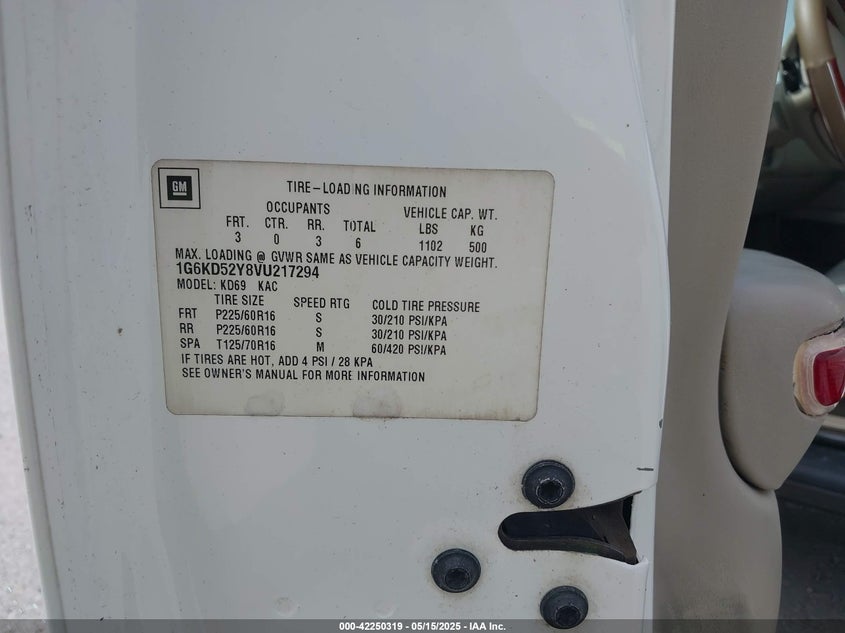 GM
TIRE-LOADING INFORMATION
OCCUPANTS VEHICLE CAP. WT.
FRT. CTR. RR. TOTAL LBS KG
3 0 3 6 1102 500
MAX. LOADING @ GVWR SAME AS VEHICLE CAPACITY WEIGHT.
1G6KD52Y8VU217294
MODEL: KD69 KAC
TIRE SIZE SPEED RTG COLD TIRE PRESSURE
FRT P225/60R16 S 30/210 PSI/KPA
RR P225/60R16 S 30/210 PSI/KPA
SPA T125/70R16 M 60/420 PSI/KPA
IF TIRES ARE HOT, ADD 4 PSI / 28 KPA
SEE OWNER'S MANUAL FOR MORE INFORMATION
000-42250319 - 05/15/2025 - IAA Inc.